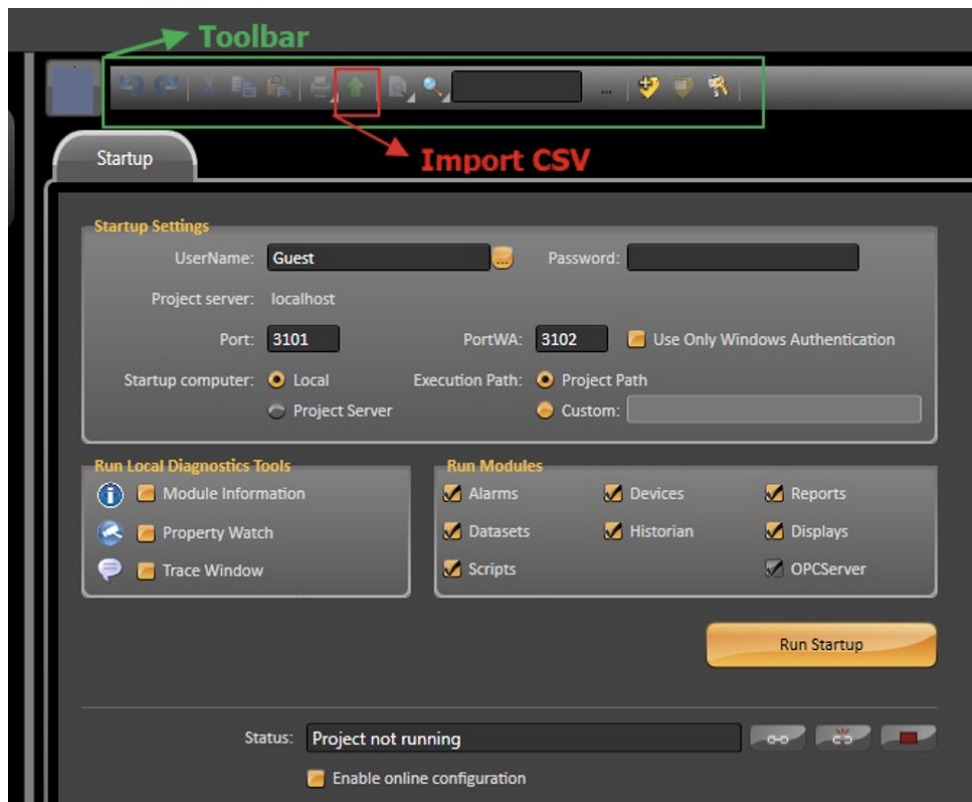 Toolbar
...
Import CSV
Startup
Startup Settings
UserName: Guest ... Password:
Project server: localhost
Port: 3101 PortWA: 3102 Use Only Windows Authentication
Startup computer: Local Execution Path: Project Path
Project Server Custom:
Run Local Diagnostics Tools Run Modules
Module Information Alarms Devices Reports
Property Watch Datasets Historian Displays
Trace Window Scripts OPCServer
Run Startup
Status: Project not running
Enable online configuration